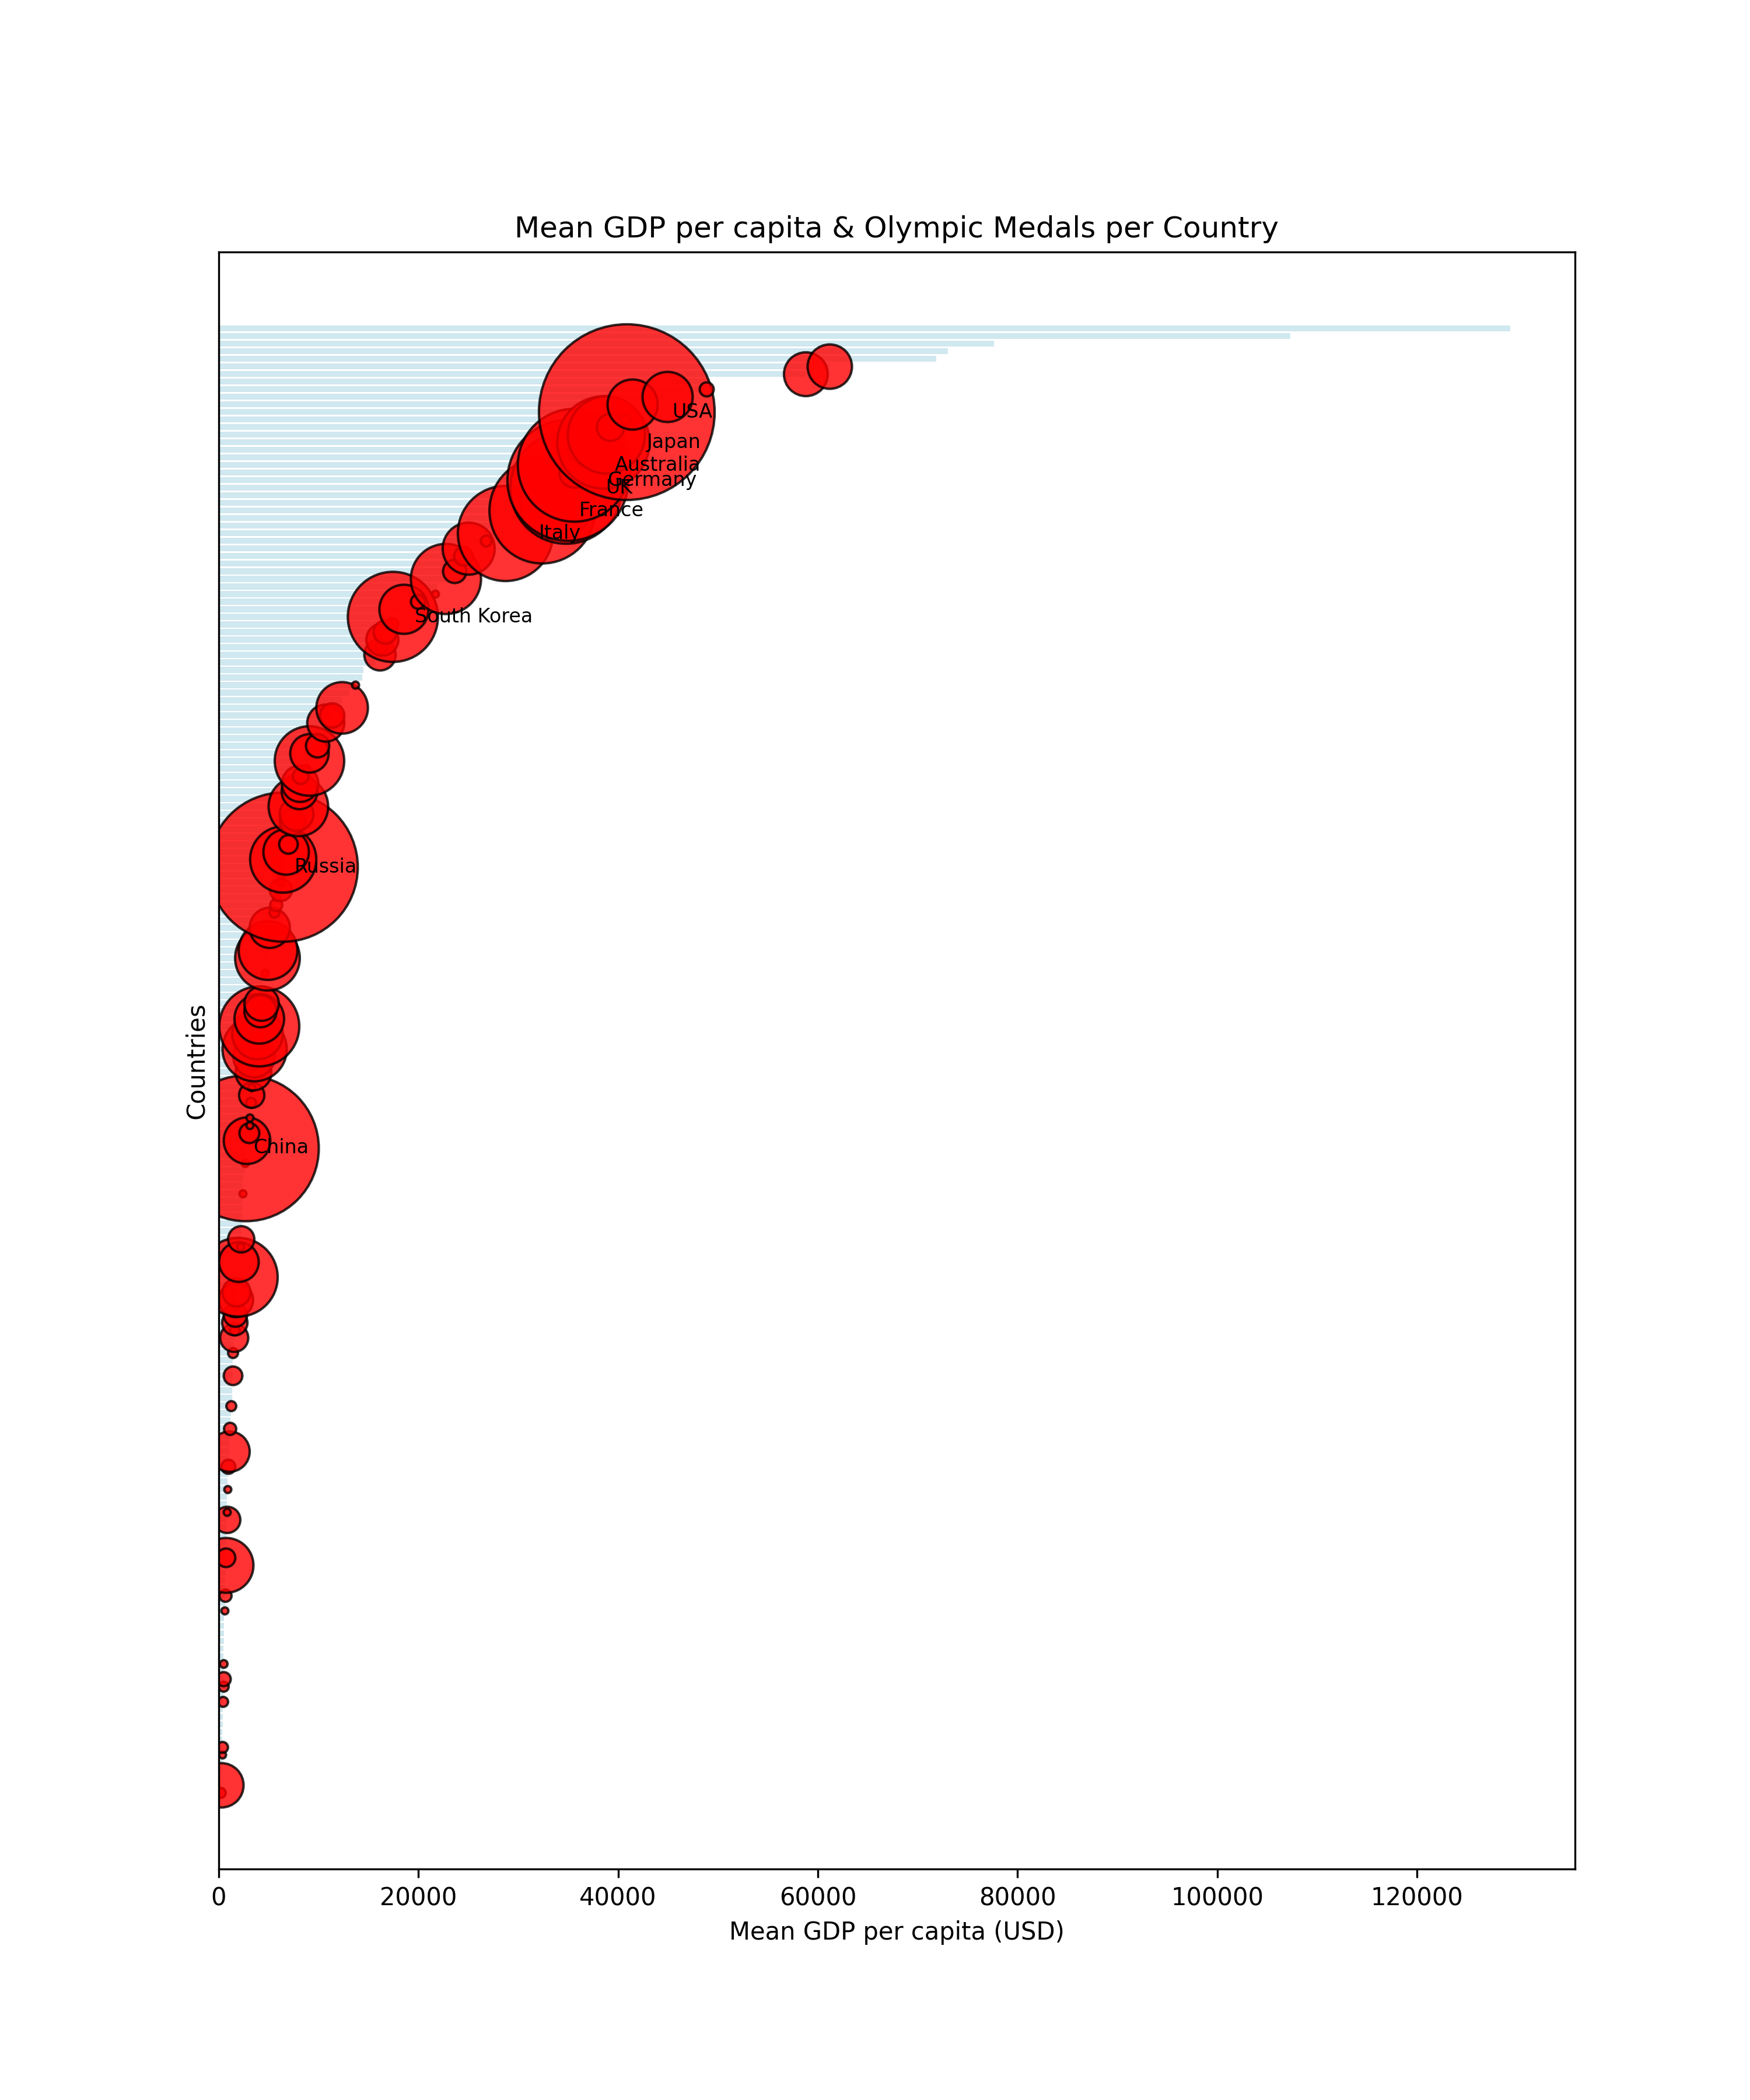 Mean GDP per capita & Olympic Medals per Country
USA
Japan
Australia
Germany
UK
France
Italy
South Korea
Russia
China
Countries
0 20000 40000 60000 80000 100000 120000
Mean GDP per capita (USD)